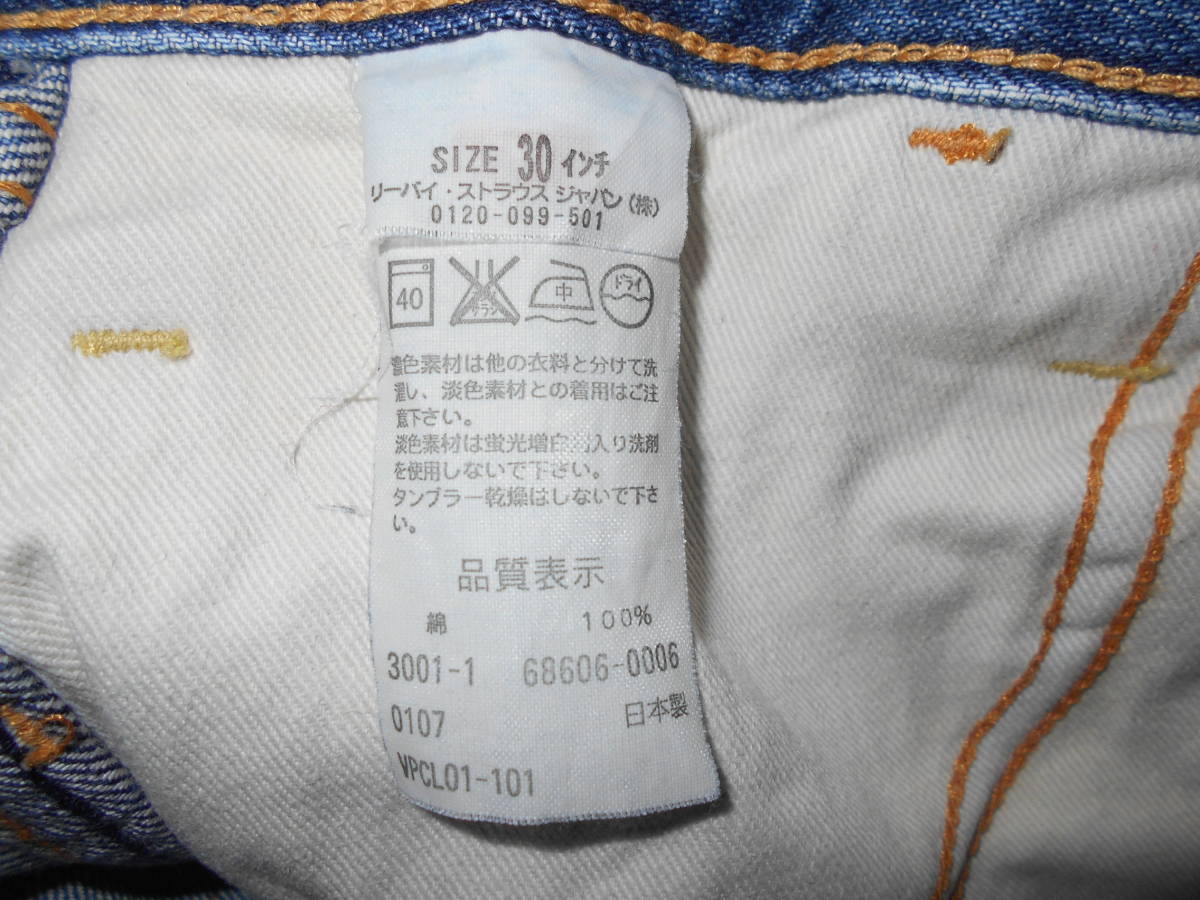 SIZE 30 インチ
リーバイ・ストラウス ジャパン(株)
0120-099-501
40 中 ドライ
濃色素材は他の衣料と分けて洗
濯し、淡色素材との着用はご注
意下さい。
淡色素材は蛍光増白 入り洗剤
を使用しないで下さい。
タンブラー乾燥はしないで下さ
い。
品質表示
綿 100%
3001-1 68606-0006
0107 日本製
VPCL01-101